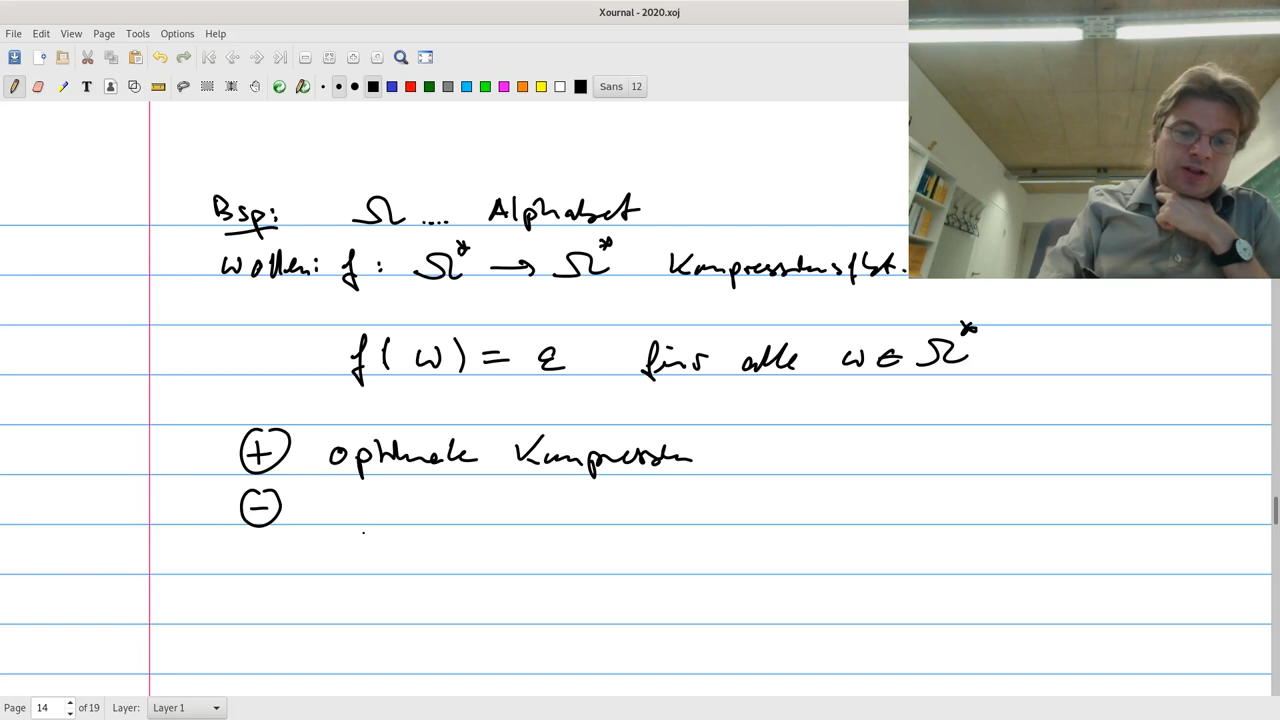 Xournal - 2020.xoj
File Edit View Page Tools Options Help
Sans 12
Bsp: Ω .... Alphabet
wollen: f : Ω* → Ω* Kompressionsfkt.
f( w ) = ε für alle w ∈ Ω*
+ optimale Kompression
−
Page 14 of 19 Layer: Layer 1